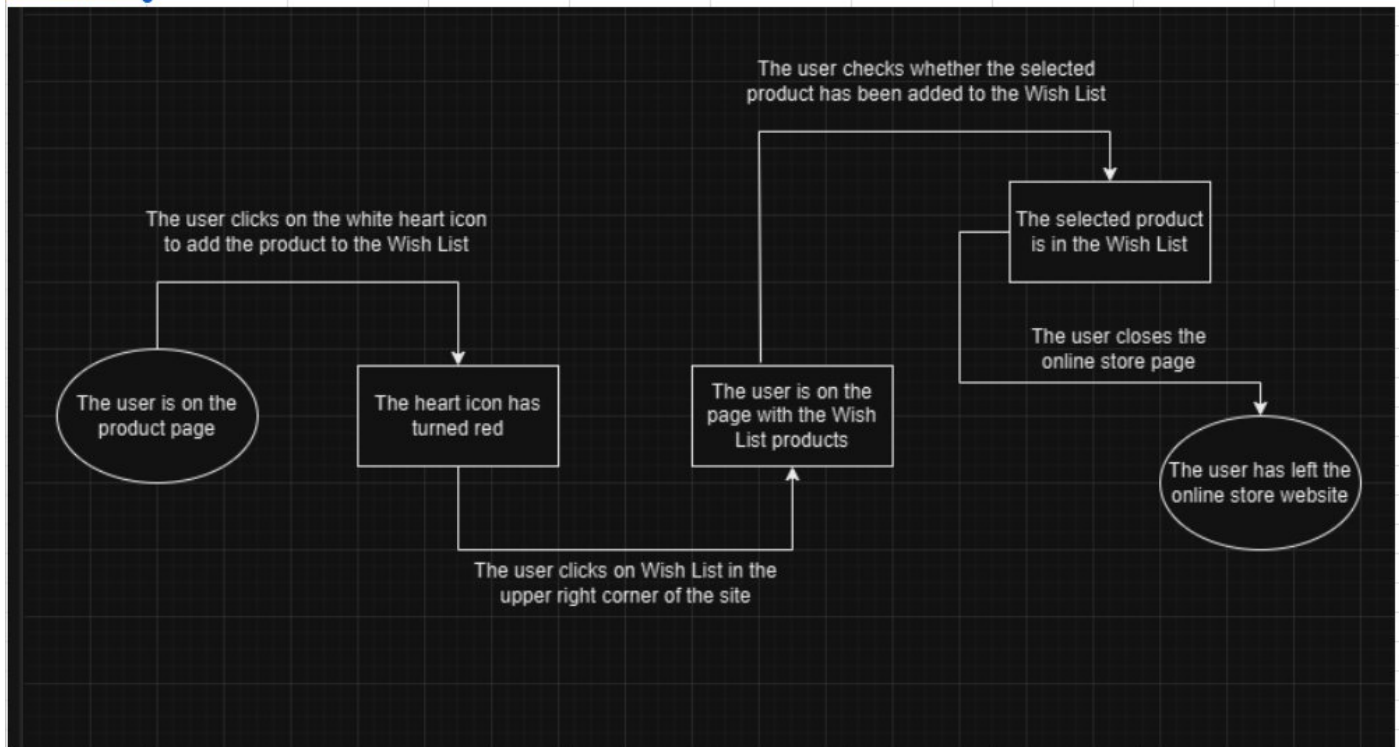 The user checks whether the selected
product has been added to the Wish List
The user clicks on the white heart icon
to add the product to the Wish List
The selected product
is in the Wish List
The user closes the
online store page
The user is on the
product page
The heart icon has
turned red
The user is on the
page with the Wish
List products
The user has left the
online store website
The user clicks on Wish List in the
upper right corner of the site